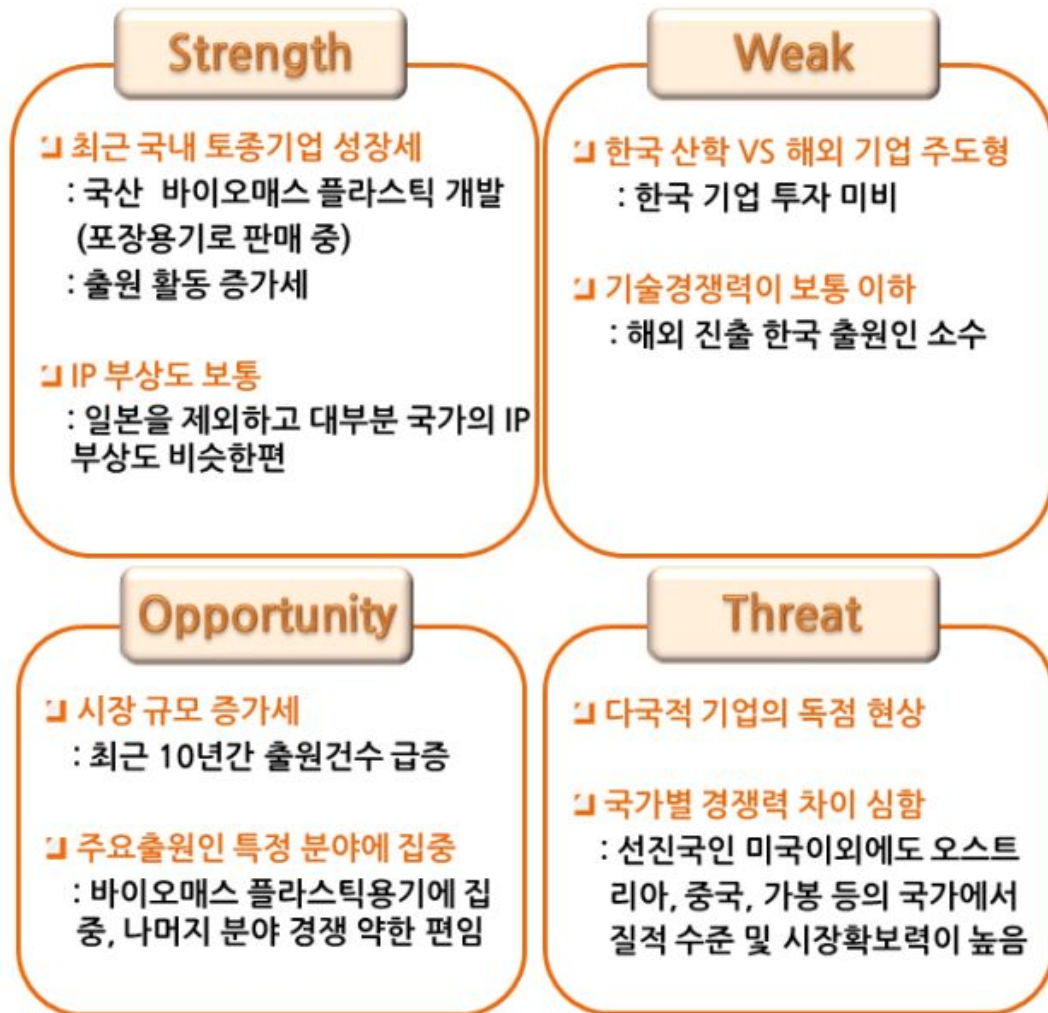 Strength
최근 국내 토종기업 성장세
: 국산 바이오매스 플라스틱 개발
(포장용기로 판매 중)
: 출원 활동 증가세
IP 부상도 보통
: 일본을 제외하고 대부분 국가의 IP
부상도 비슷한편
Weak
한국 산학 VS 해외 기업 주도형
: 한국 기업 투자 미비
기술경쟁력이 보통 이하
: 해외 진출 한국 출원인 소수
Opportunity
시장 규모 증가세
: 최근 10년간 출원건수 급증
주요출원인 특정 분야에 집중
: 바이오매스 플라스틱용기에 집
중, 나머지 분야 경쟁 약한 편임
Threat
다국적 기업의 독점 현상
국가별 경쟁력 차이 심함
: 선진국인 미국이외에도 오스트
리아, 중국, 가봉 등의 국가에서
질적 수준 및 시장확보력이 높음